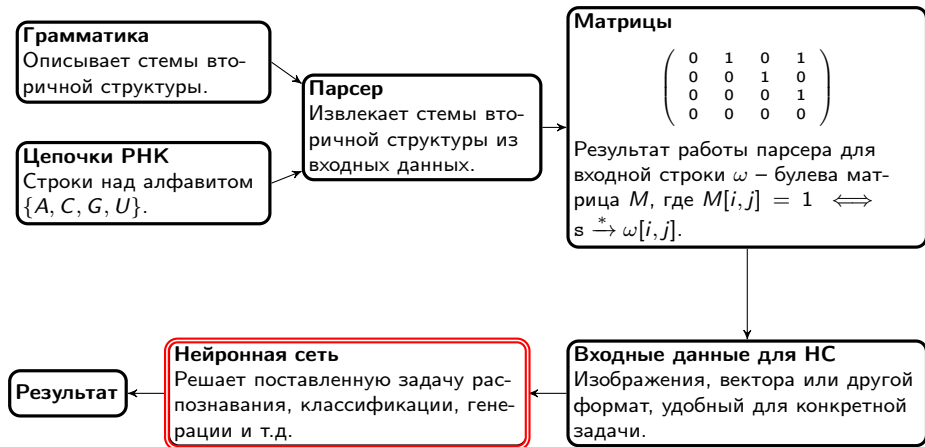 Грамматика
Описывает стемы вто-
ричной структуры.
Цепочки РНК
Строки над алфавитом
{A, C, G, U}.
Парсер
Извлекает стемы вто-
ричной структуры из
входных данных.
Матрицы
0 1 0 1
0 0 1 0
0 0 0 1
0 0 0 0
Результат работы парсера для
входной строки ω – булева мат-
рица M, где M[i, j] = 1 ⟺
s →* ω[i, j].
Входные данные для НС
Изображения, вектора или другой
формат, удобный для конкретной
задачи.
Нейронная сеть
Решает поставленную задачу рас-
познавания, классификации, гене-
рации и т.д.
Результат